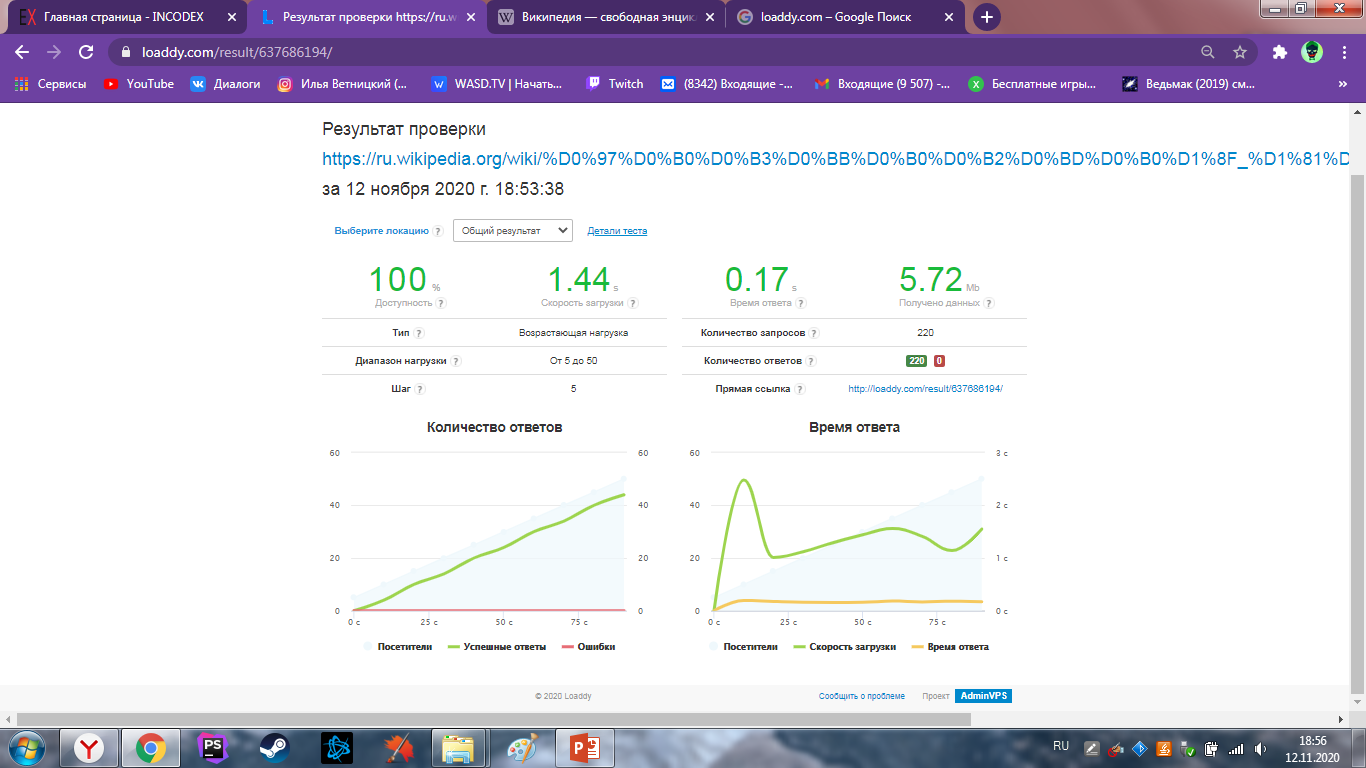 Главная страница - INCODEX
Результат проверки https://ru.w
Википедия — свободная энцикл
loaddy.com – Google Поиск
loaddy.com/result/637686194/
Сервисы
YouTube
Диалоги
Илья Ветницкий (...
WASD.TV | Начать...
Twitch
(8342) Входящие -...
Входящие (9 507) -...
Бесплатные игры...
Ведьмак (2019) см...
»
Результат проверки
https://ru.wikipedia.org/wiki/%D0%97%D0%B0%D0%B3%D0%BB%D0%B0%D0%B2%D0%BD%D0%B0%D1%8F_%D1%81%D
за 12 ноября 2020 г. 18:53:38
Выберите локацию ? Общий результат Детали теста
100 % 1.44 s 0.17 s 5.72 Mb
Доступность ? Скорость загрузки ? Время ответа ? Получено данных ?
Тип ? Возрастающая нагрузка Количество запросов ? 220
Диапазон нагрузки ? От 5 до 50 Количество ответов ? 220 0
Шаг ? 5 Прямая ссылка ? http://loaddy.com/result/637686194/
Количество ответов
60 60
40 40
20 20
0 0
0 с 25 с 50 с 75 с
Посетители Успешные ответы Ошибки
Время ответа
60 3 с
40 2 с
20 1 с
0 0 с
0 с 25 с 50 с 75 с
Посетители Скорость загрузки Время ответа
© 2020 Loaddy Сообщить о проблеме Проект AdminVPS
RU 18:56
12.11.2020